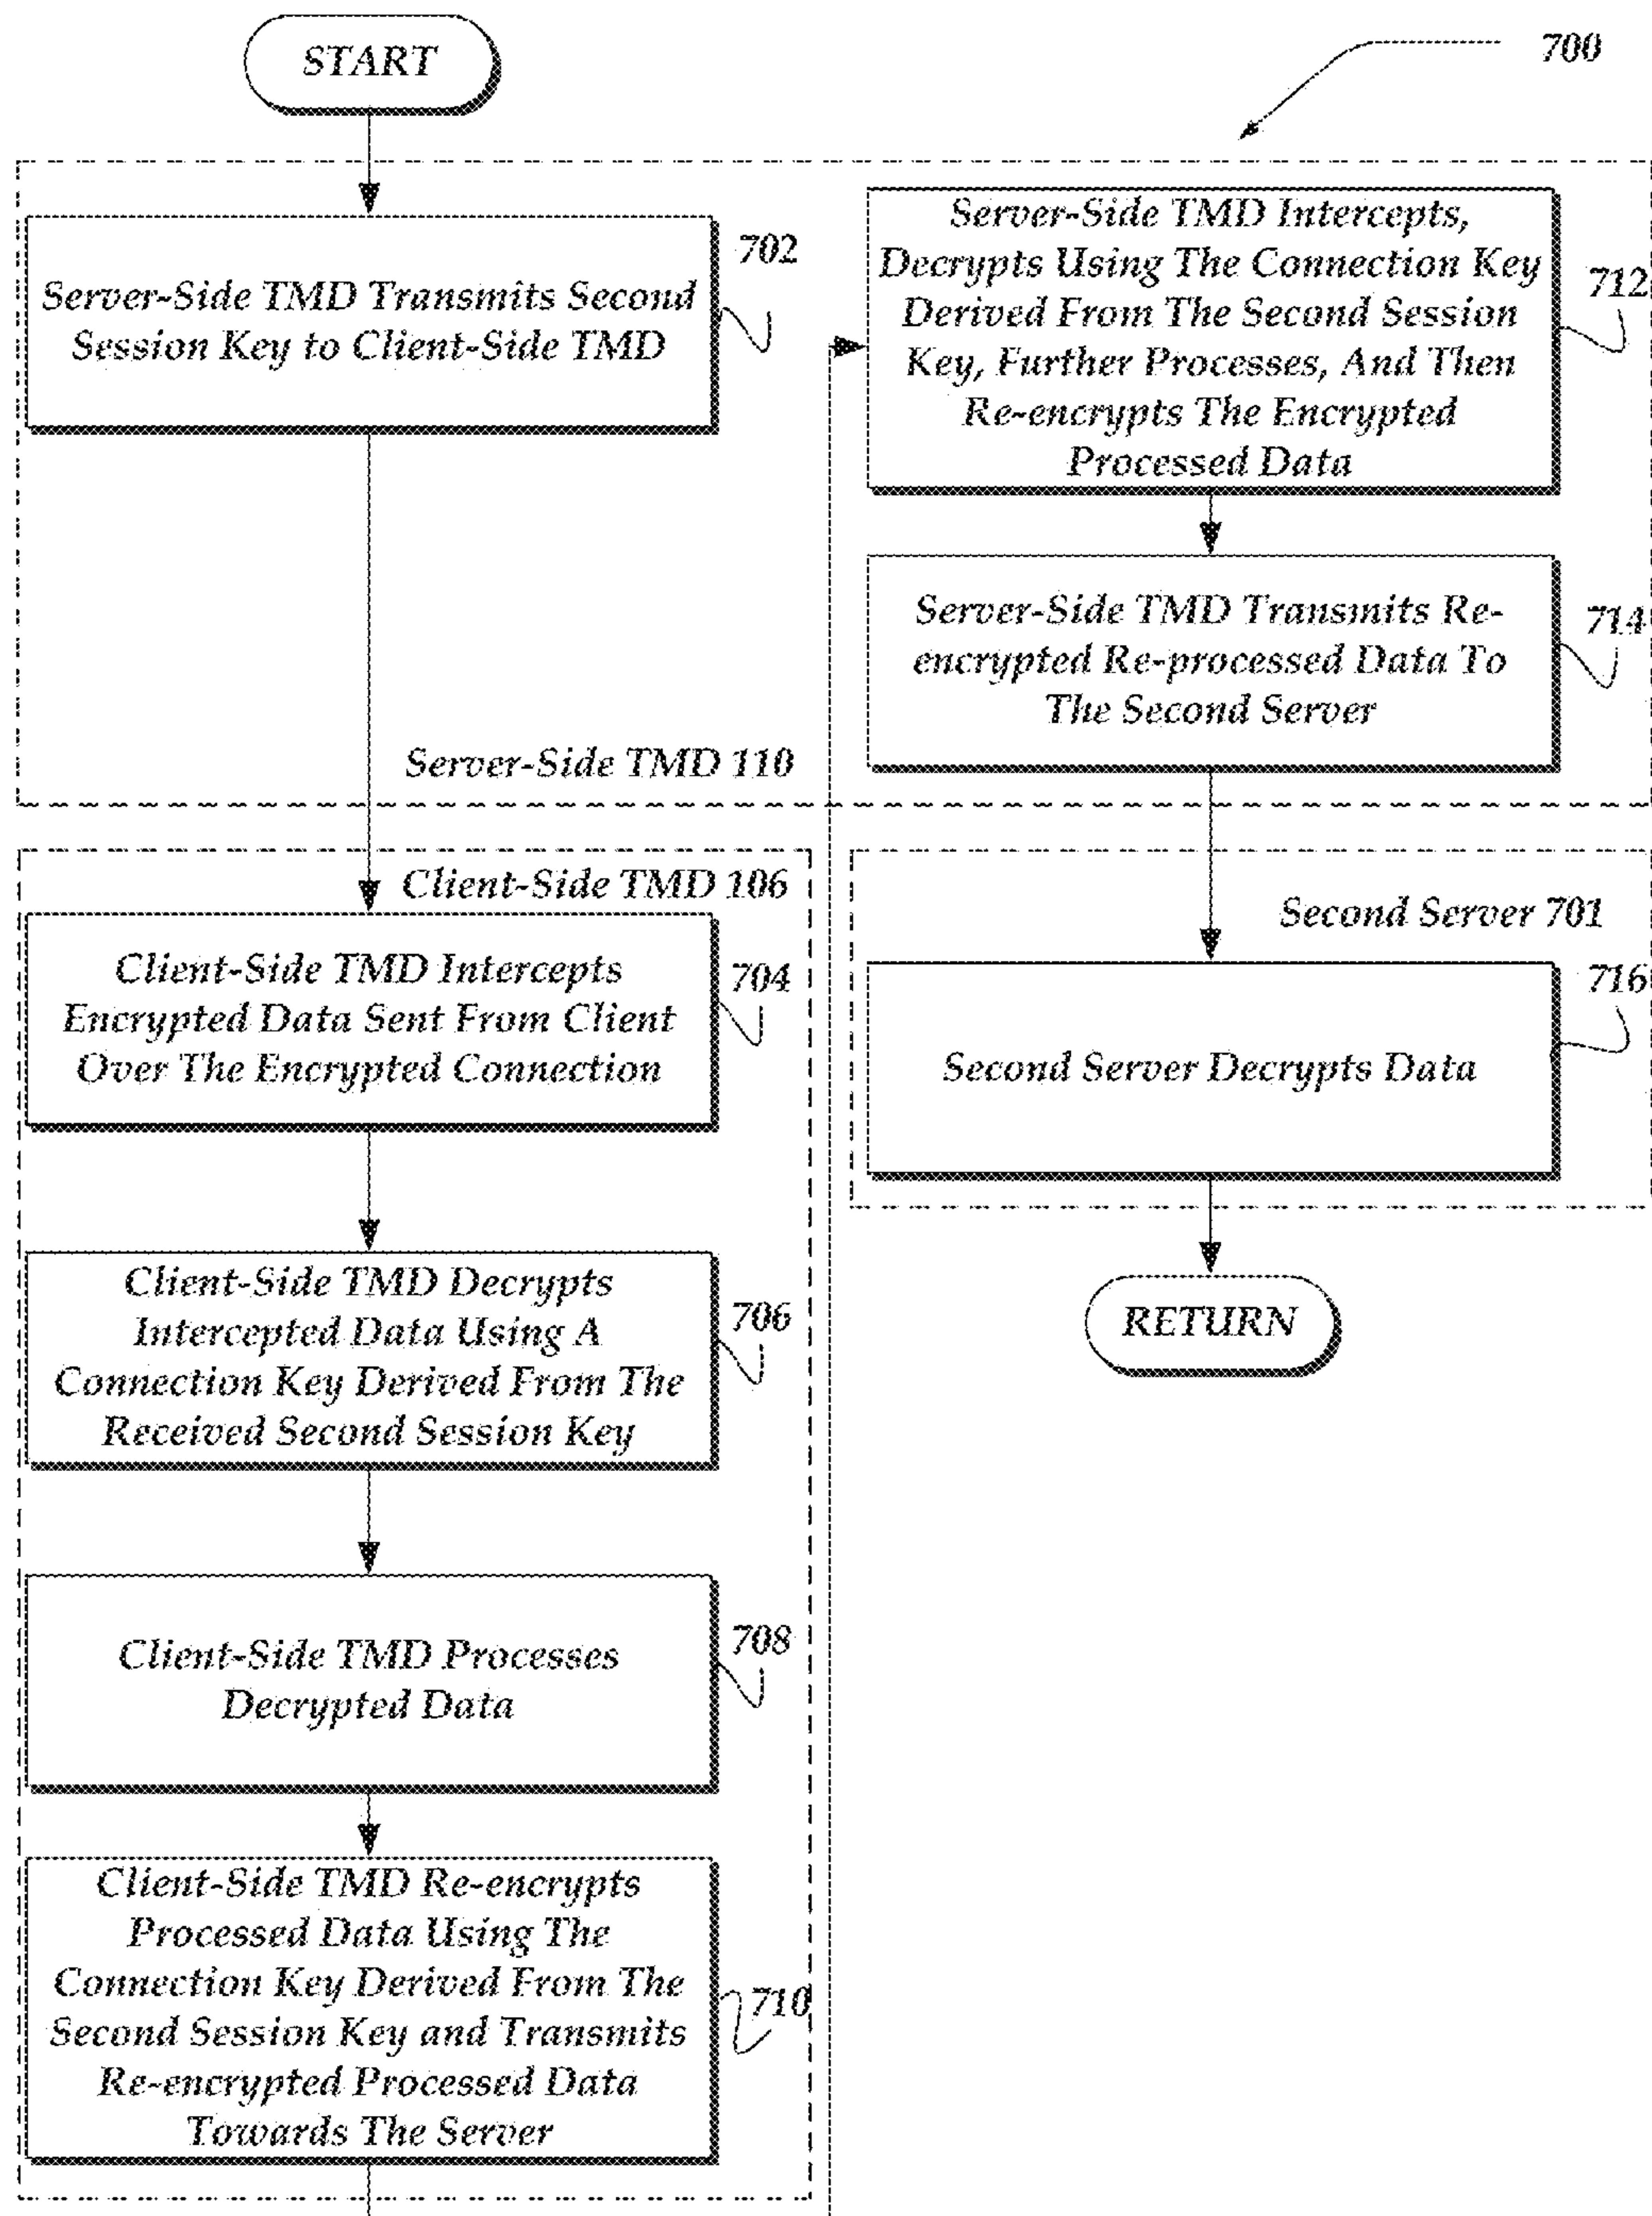 START
700
Server-Side TMD Transmits Second
Session Key to Client-Side TMD
702
Server-Side TMD 110
Client-Side TMD 106
Client-Side TMD Intercepts
Encrypted Data Sent From Client
Over The Encrypted Connection
704
Client-Side TMD Decrypts
Intercepted Data Using A
Connection Key Derived From The
Received Second Session Key
706
Client-Side TMD Processes
Decrypted Data
708
Client-Side TMD Re-encrypts
Processed Data Using The
Connection Key Derived From The
Second Session Key and Transmits
Re-encrypted Processed Data
Towards The Server
710
Server-Side TMD Intercepts,
Decrypts Using The Connection Key
Derived From The Second Session
Key, Further Processes, And Then
Re-encrypts The Encrypted
Processed Data
712
Server-Side TMD Transmits Re-
encrypted Re-processed Data To
The Second Server
714
Second Server 701
Second Server Decrypts Data
716
RETURN